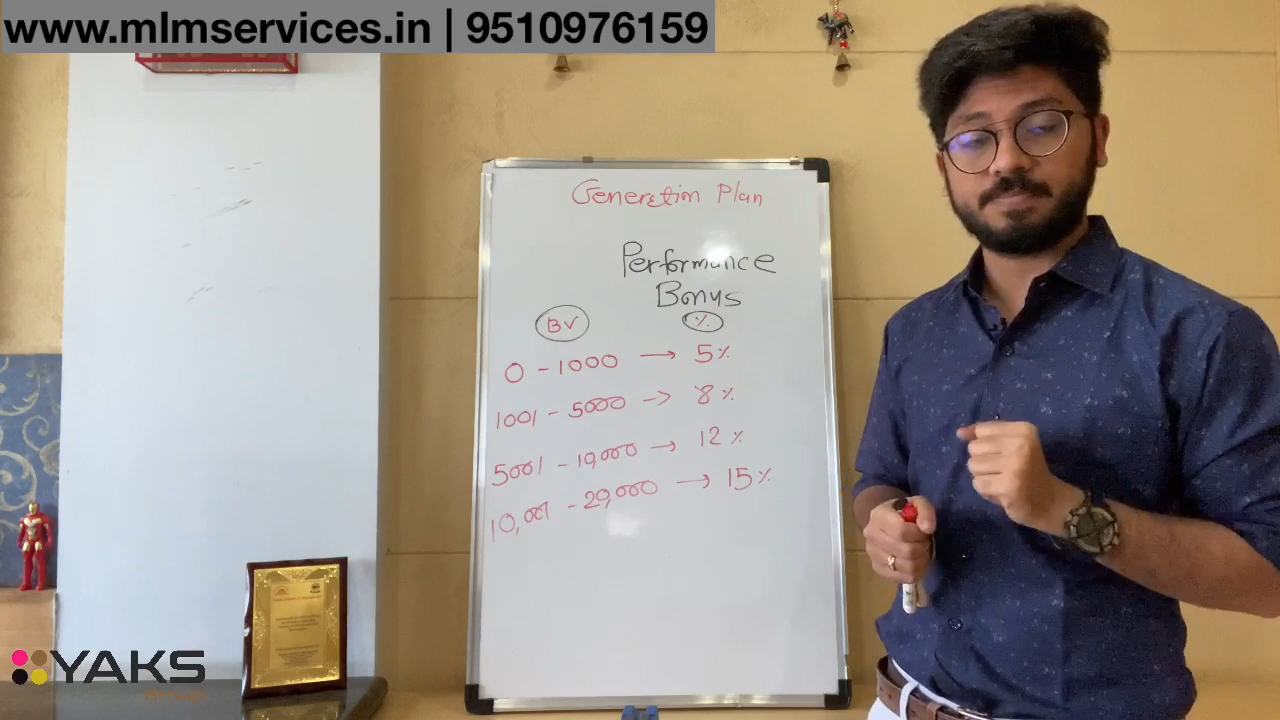 www.mlmservices.in | 9510976159
Generation Plan
Performance
Bonus
BV %
0 - 1000 → 5%
1001 - 5000 → 8%
5001 - 10,000 → 12%
10,001 - 20,000 → 15%
YAKS